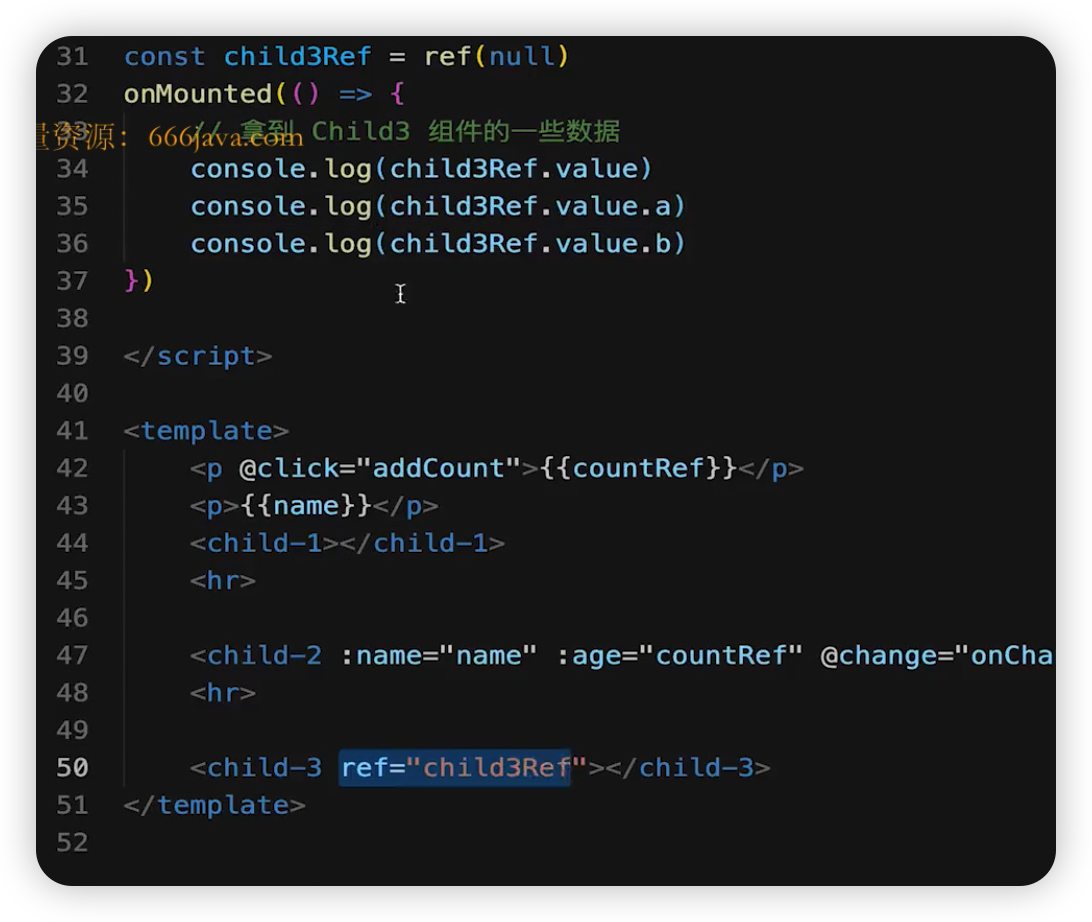 31 const child3Ref = ref(null)
32 onMounted(() => {
33 // 拿到 Child3 组件的一些数据
量资源：666java.com
34 console.log(child3Ref.value)
35 console.log(child3Ref.value.a)
36 console.log(child3Ref.value.b)
37 })
38
39 </script>
40
41 <template>
42 <p @click="addCount">{{countRef}}</p>
43 <p>{{name}}</p>
44 <child-1></child-1>
45 <hr>
46
47 <child-2 :name="name" :age="countRef" @change="onCha
48 <hr>
49
50 <child-3 ref="child3Ref"></child-3>
51 </template>
52